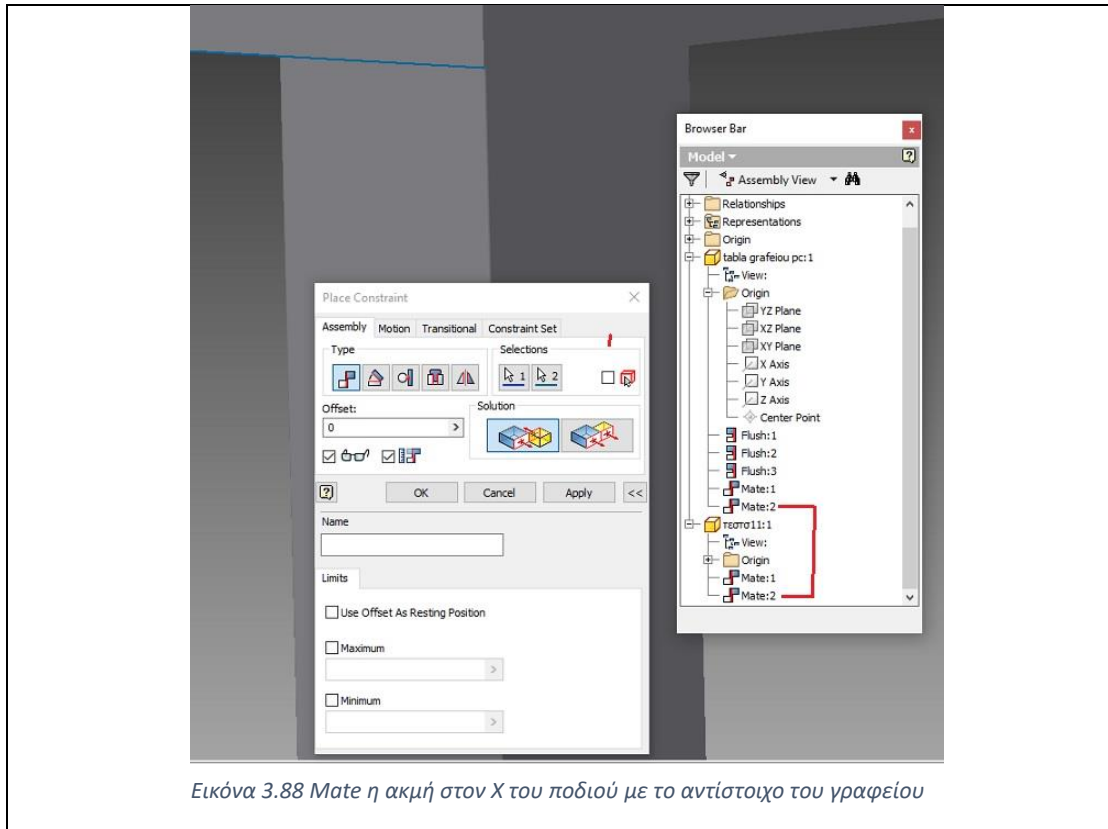 Browser Bar
x
Model
?
Assembly View
Relationships
Representations
Origin
tabla grafeiou pc:1
View:
Origin
YZ Plane
XZ Plane
XY Plane
X Axis
Y Axis
Z Axis
Center Point
Flush:1
Flush:2
Flush:3
Mate:1
Mate:2
τεστσ11:1
View:
Origin
Mate:1
Mate:2
Place Constraint
Assembly Motion Transitional Constraint Set
Type
Selections
1 2
Offset:
Solution
0 >
? OK Cancel Apply <<
Name
Limits
Use Offset As Resting Position
Maximum
>
Minimum
>
Εικόνα 3.88 Mate η ακμή στον Χ του ποδιού με το αντίστοιχο του γραφείου